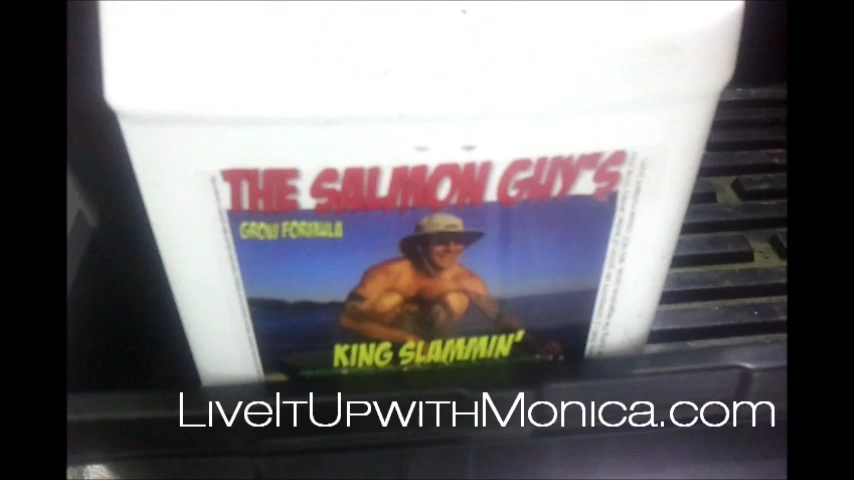 THE SALMON GUY'S
GROW FORMULA
KING SLAMMIN'
LIVEITUPWITHMONICA.COM